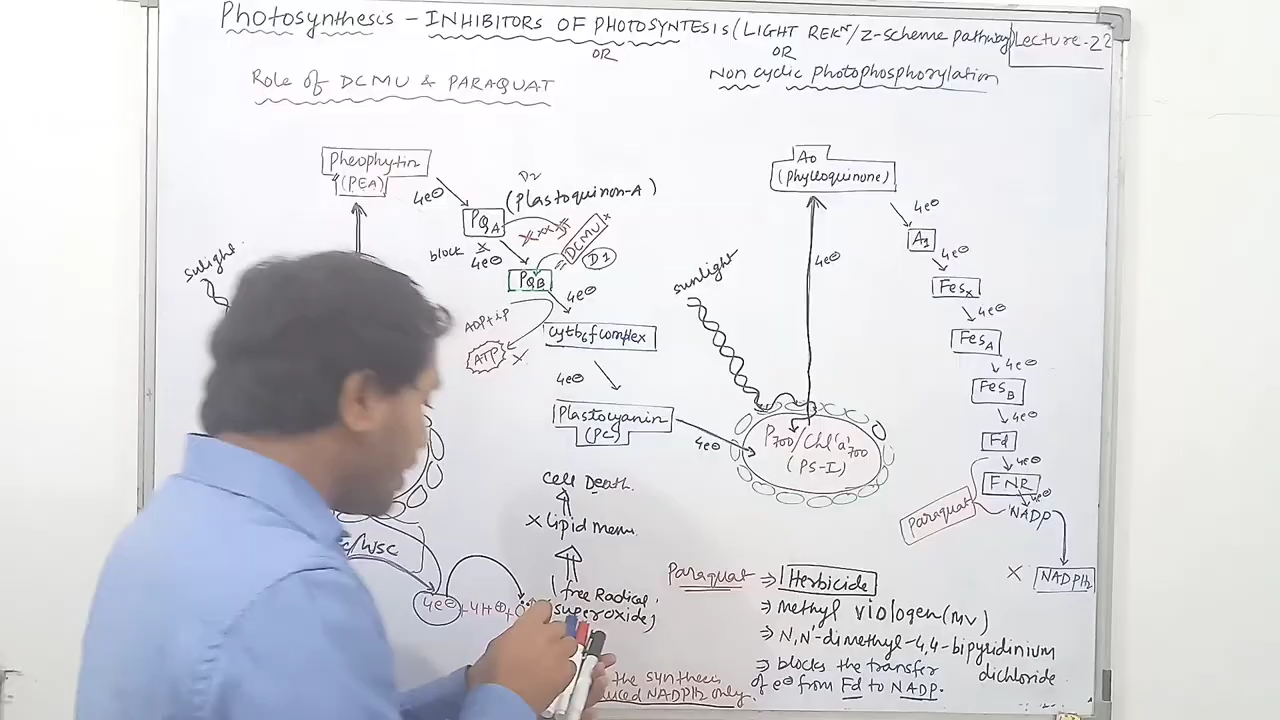 Photosynthesis - INHIBITORS OF PHOTOSYNTESIS (LIGHT REKN/Z-scheme pathway)
Lecture-22
OR
OR
Role of DCMU & PARAQUAT
Non cyclic photophosphorylation
Pheophytin
(PEA)
4e⊖
D2
(Plastoquinon-A)
PQA
block
X
4e⊖
DCMU
D1
PQB
4e⊖
ADP+iP
ATP
X
Cytb6f complex
4e⊖
Plastocyanin
(PC)
4e⊖
sulight
sunlight
A0
(phylloquinone)
4e⊖
4e⊖
A1
4e⊖
FeSX
4e⊖
FeSA
4e⊖
FeSB
4e⊖
Fd
4e⊖
FNR
4e⊖
NADP
Paraquat
X
NADPH2
P700/Chl'a'700
(PS-I)
Cell Death.
X lipid mem
(free Radical,
superoxide)
/WSC
4e⊖+4H⊕+
the synthesis
NADPH2 only.
Paraquat ⇒ Herbicide
⇒ methyl viologen(MV)
⇒ N,N'-dimethyl-4,4-bipyridinium
dichloride
⇒ blocks the transfer
of e⊖ from Fd to NADP.